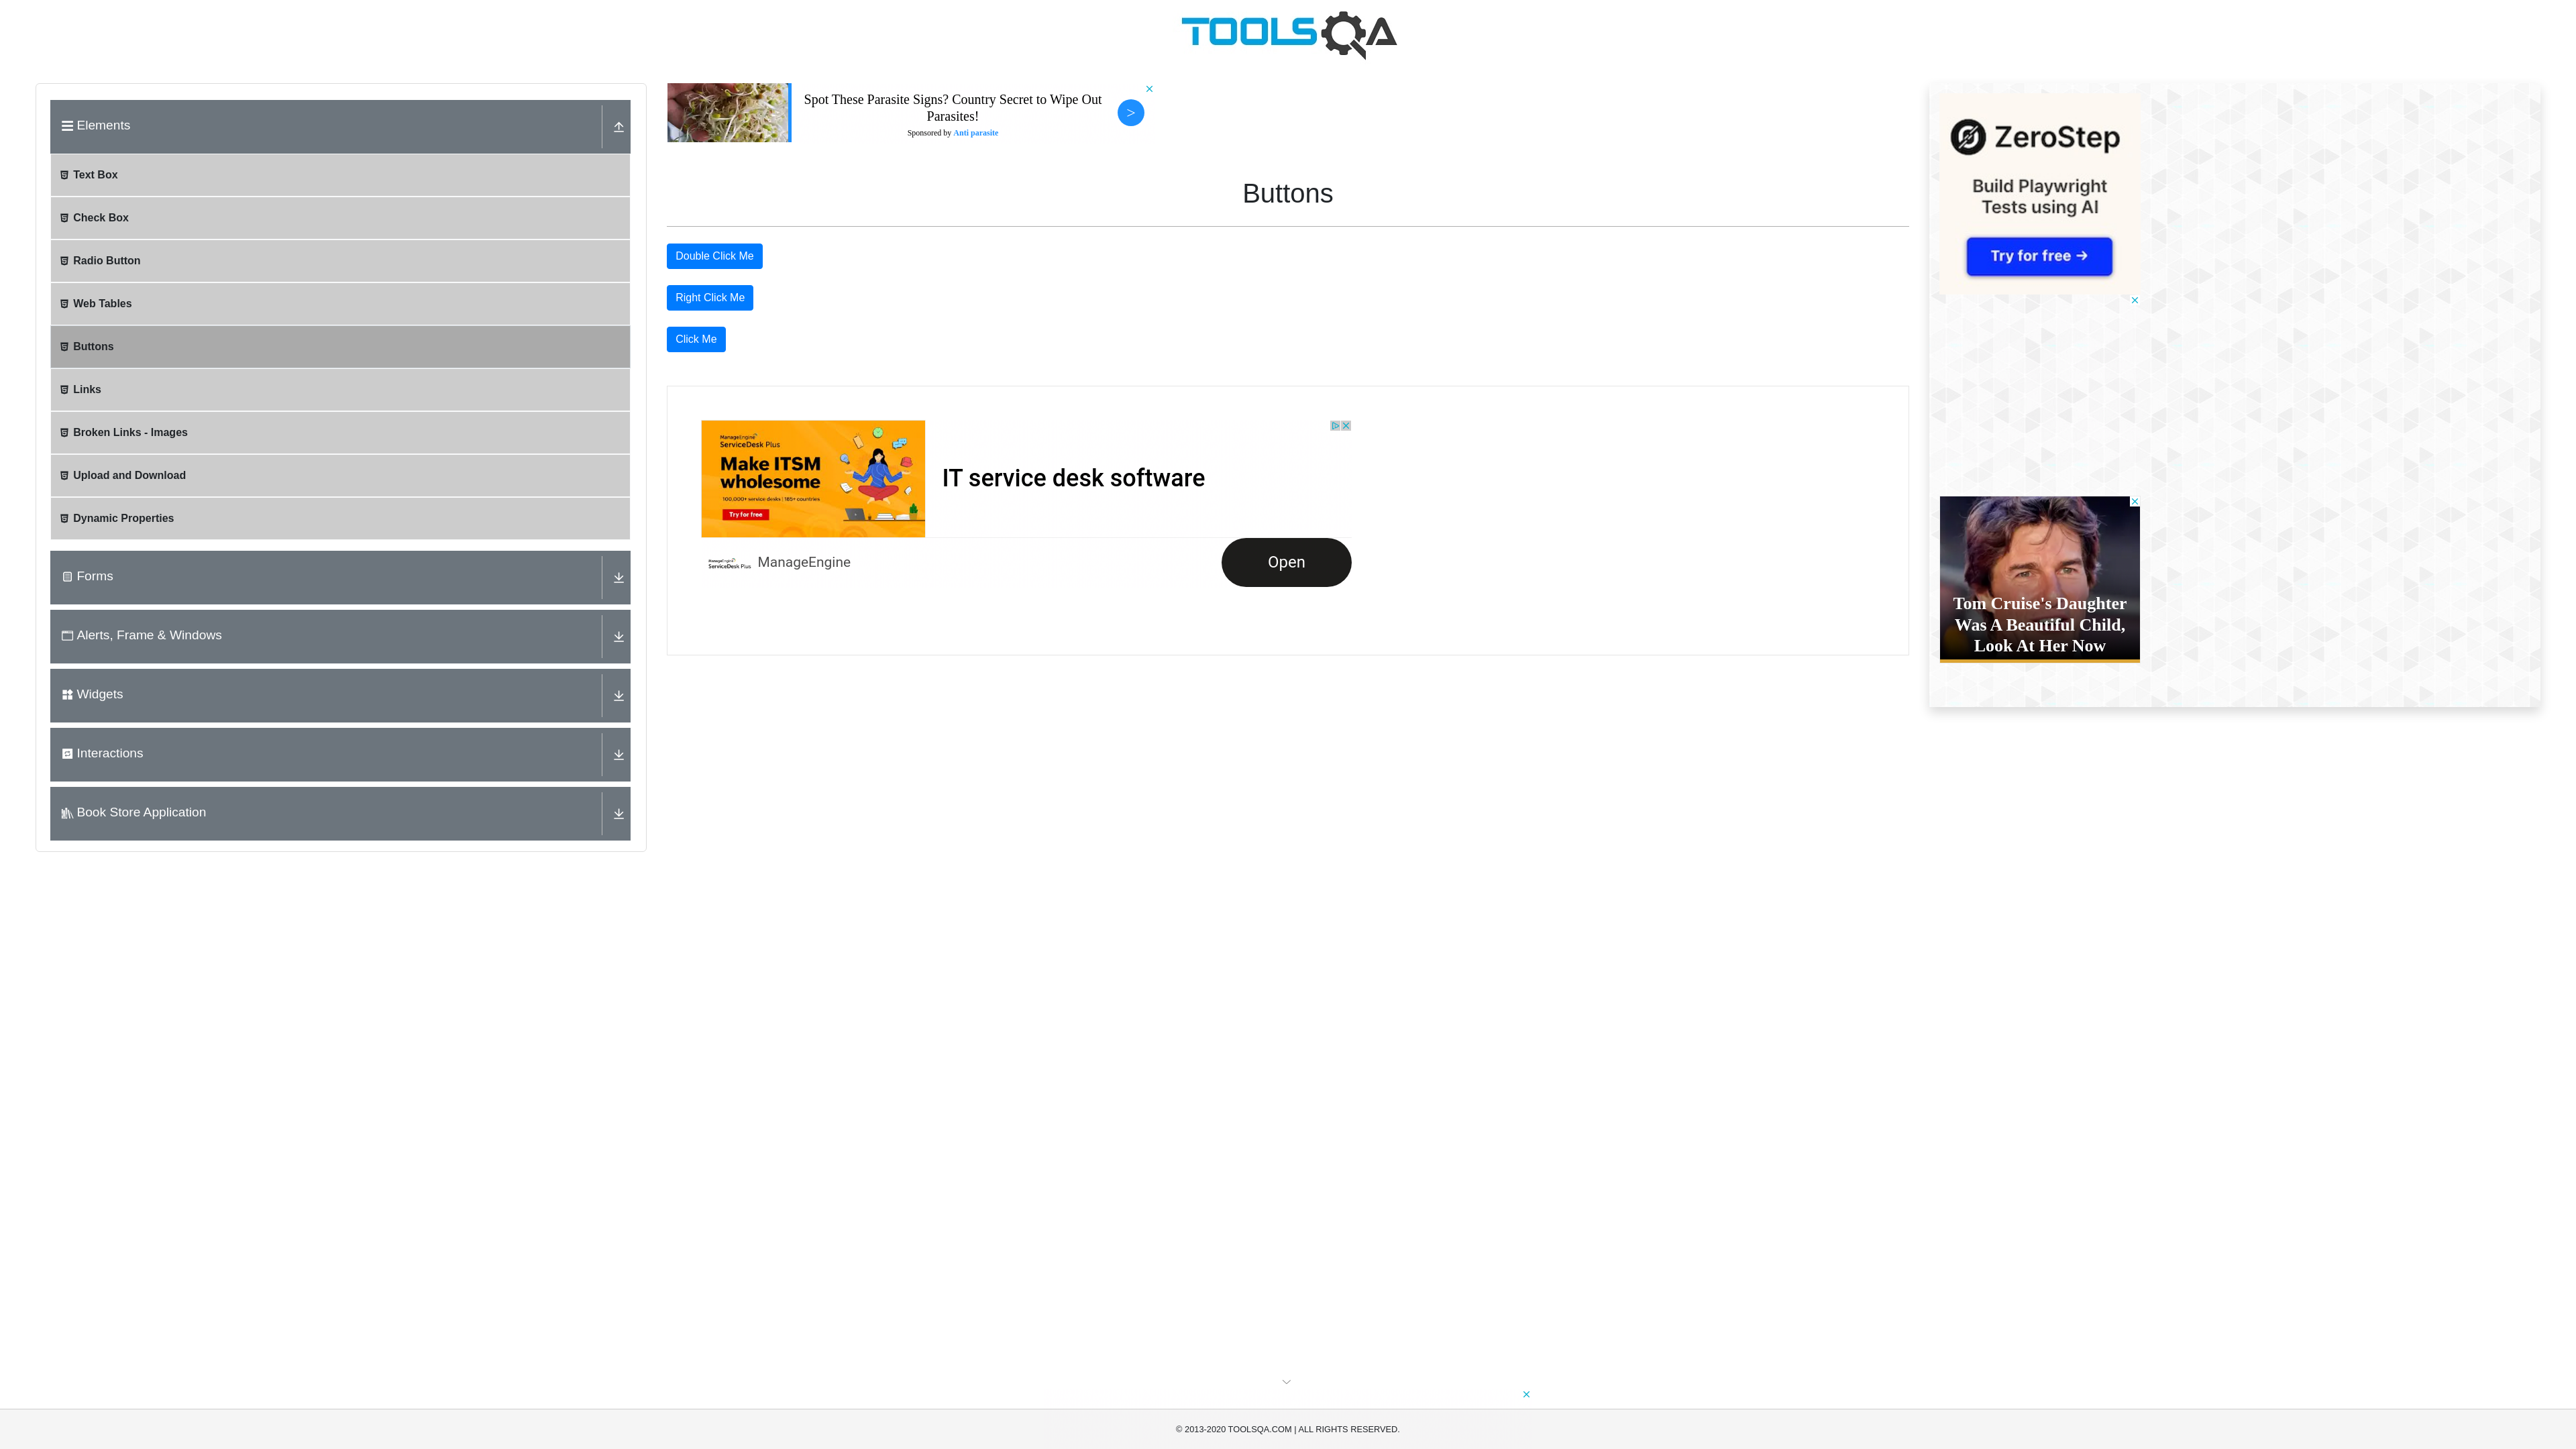 TOOLSQA
Elements
Text Box
Check Box
Radio Button
Web Tables
Buttons
Links
Broken Links - Images
Upload and Download
Dynamic Properties
Forms
Alerts, Frame & Windows
Widgets
Interactions
Book Store Application
Spot These Parasite Signs? Country Secret to Wipe Out
Parasites!
Sponsored by Anti parasite
>
Buttons
Double Click Me
Right Click Me
Click Me
ManageEngine
ServiceDesk Plus
Make ITSM
wholesome
100,000+ service desks | 185+ countries
Try for free
IT service desk software
ManageEngine
ServiceDesk Plus
ManageEngine
Open
ZeroStep
Build Playwright
Tests using AI
Try for free →
Tom Cruise's Daughter
Was A Beautiful Child,
Look At Her Now
© 2013-2020 TOOLSQA.COM | ALL RIGHTS RESERVED.